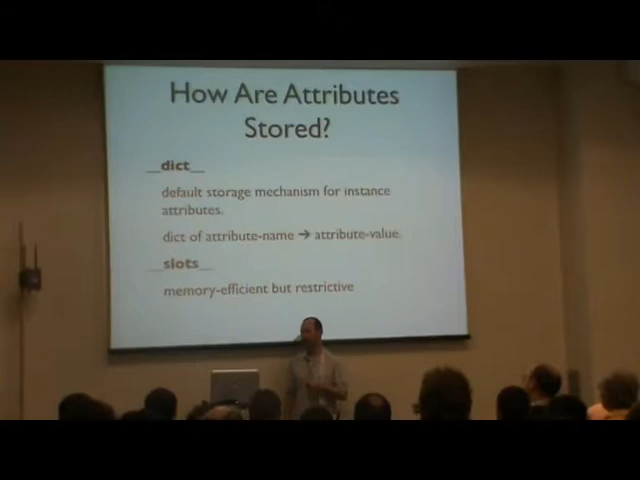 How Are Attributes
Stored?
__dict__
default storage mechanism for instance
attributes.
dict of attribute-name ➔ attribute-value.
__slots__
memory-efficient but restrictive